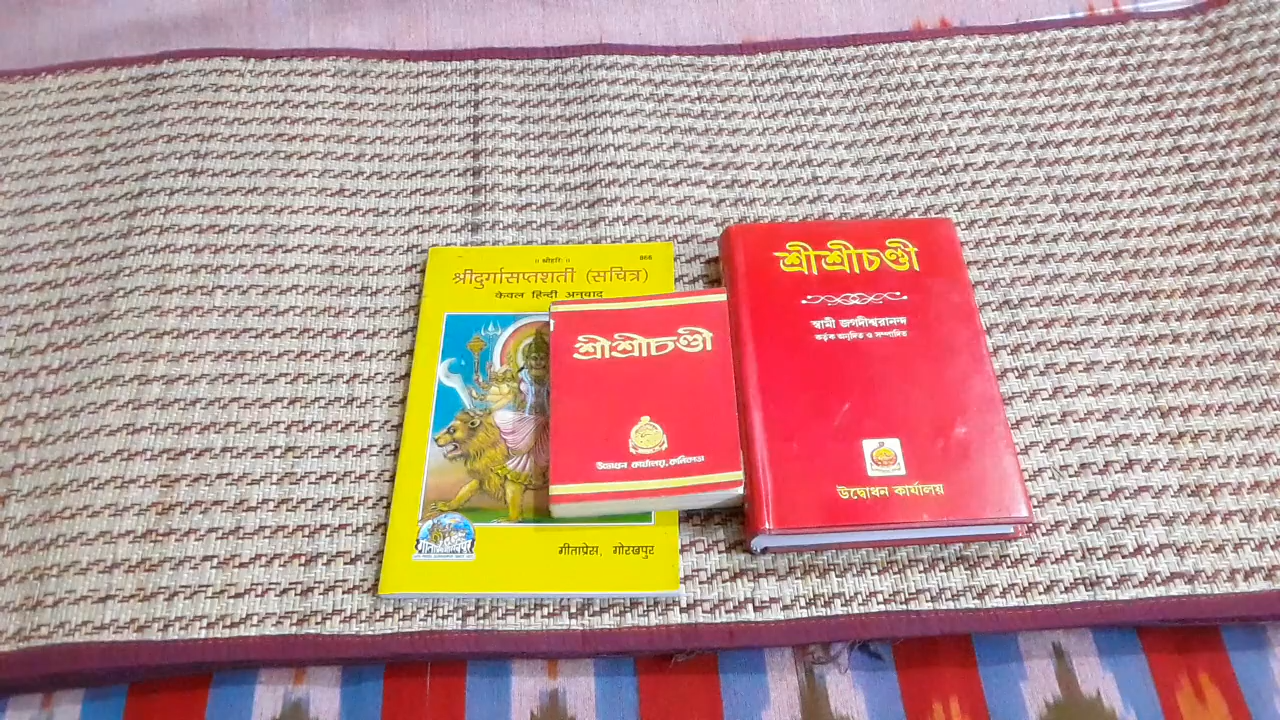 ॥ श्रीहरिः ॥
866
श्रीदुर्गासप्तशती (सचित्र)
केवल हिन्दी अनुवाद
गीताप्रेस, गोरखपुर
শ্রীশ্রীচণ্ডী
উদ্বোধন কার্যালয়, কলিকাতা
শ্রীশ্রীচণ্ডী
স্বামী জগদীশ্বরানন্দ
কর্তৃক অনূদিত ও সম্পাদিত
উদ্বোধন কার্যালয়